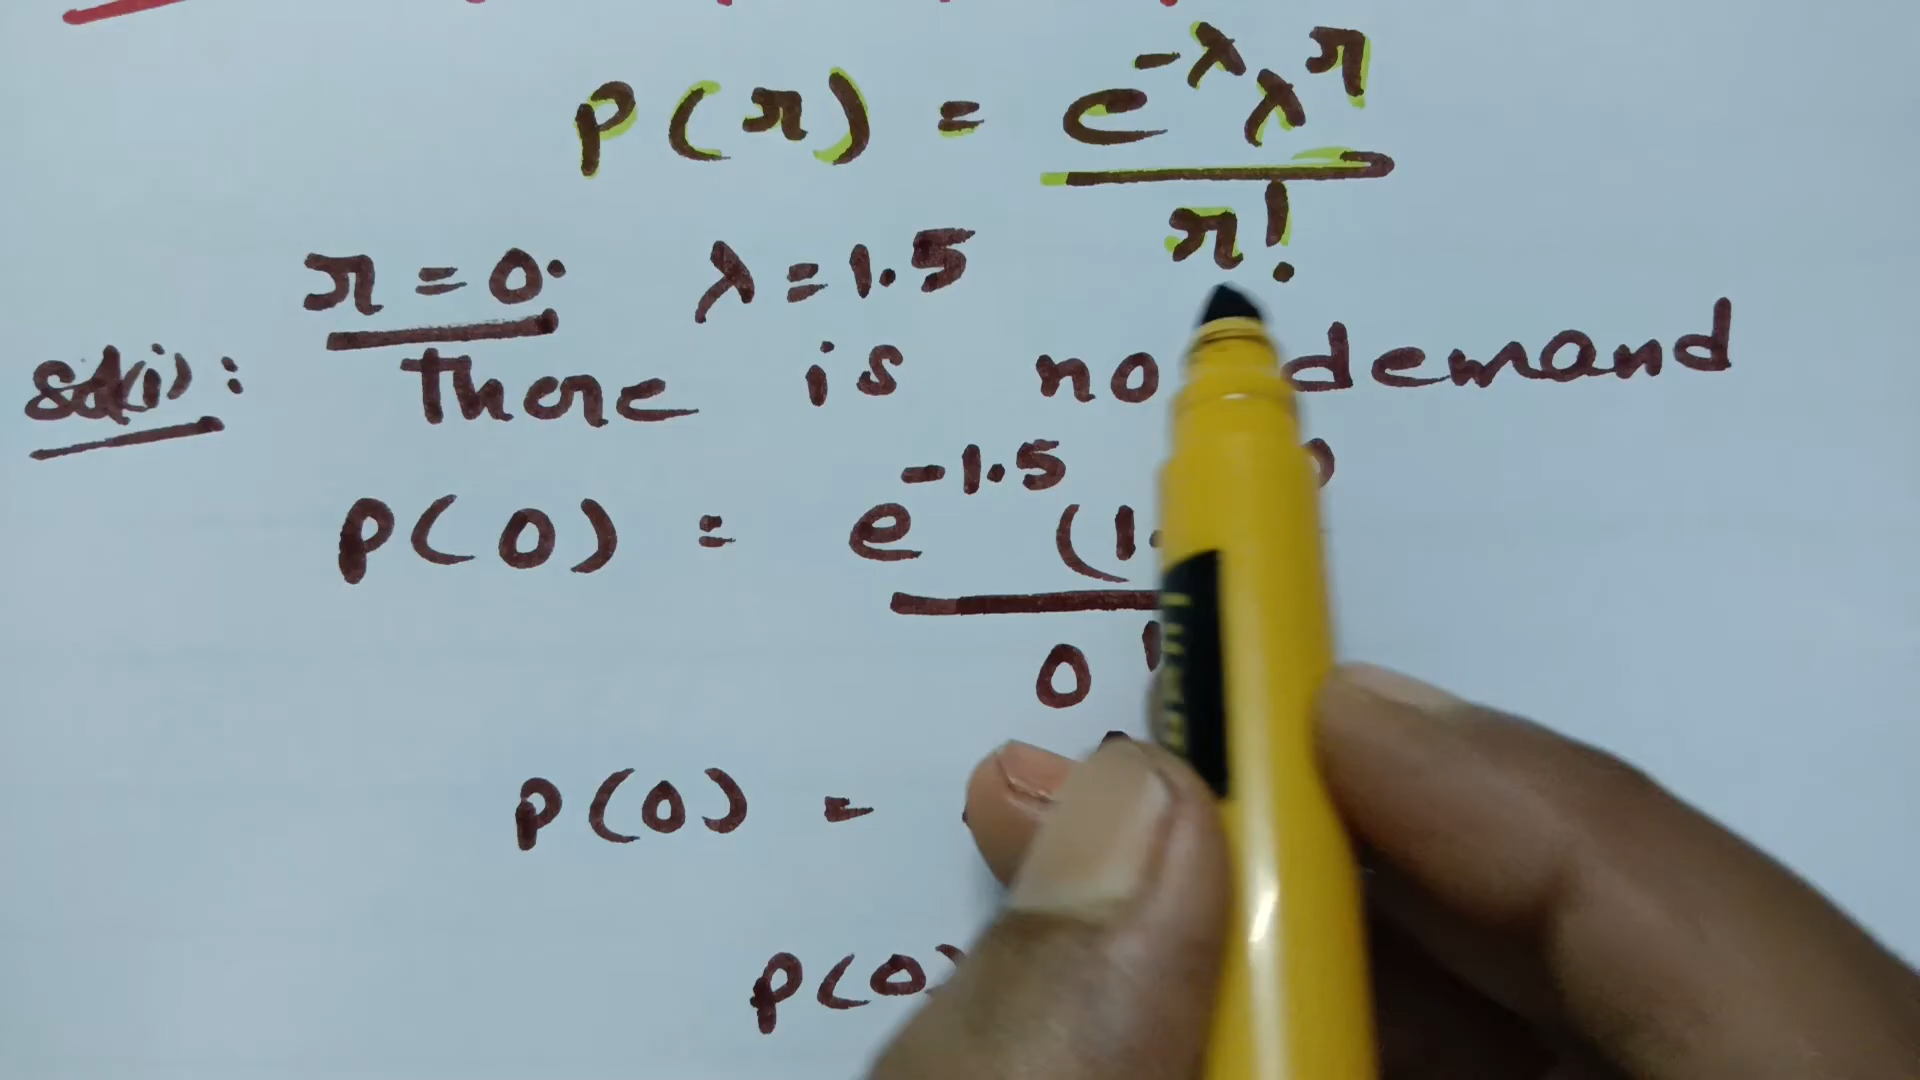 P(r) = e^-λ λ^r / r!
r = 0. λ = 1.5
Sol(i): There is no demand
P(0) = e^-1.5 (1.
0
P(0) =
P(0)